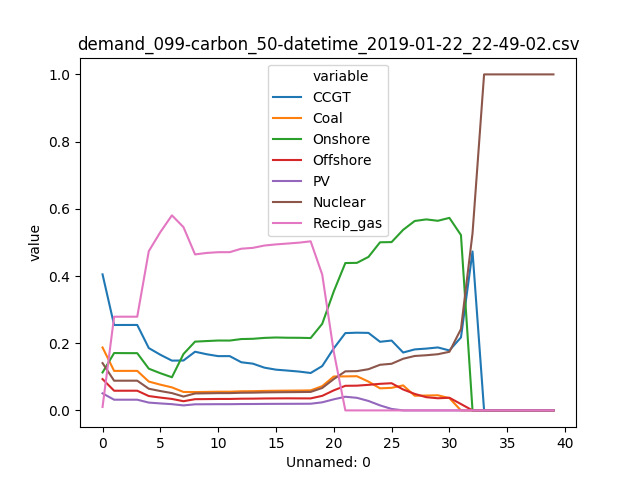 demand_099-carbon_50-datetime_2019-01-22_22-49-02.csv
1.0
0.8
0.6
0.4
0.2
0.0
value
variable
CCGT
Coal
Onshore
Offshore
PV
Nuclear
Recip_gas
0 5 10 15 20 25 30 35 40
Unnamed: 0